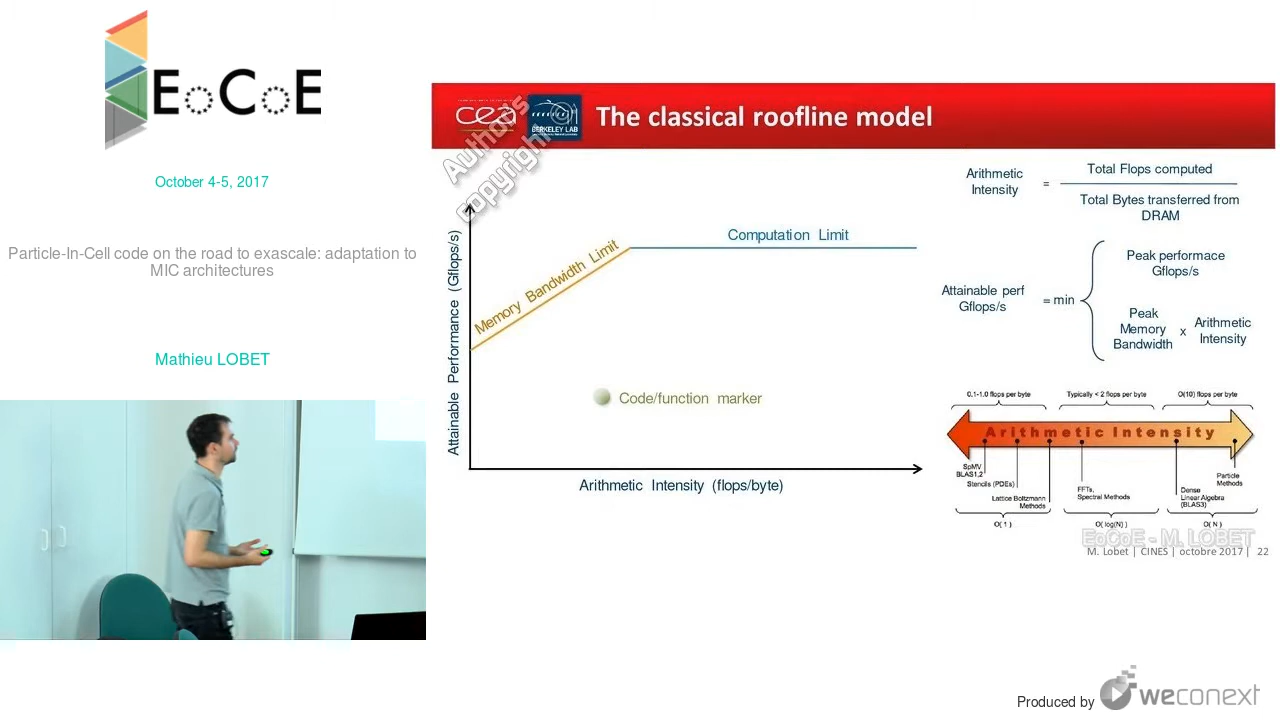 EoCoE
October 4-5, 2017
Particle-In-Cell code on the road to exascale: adaptation to
MIC architectures
Mathieu LOBET
cea
BERKELEY LAB
Author's
copyright @
The classical roofline model
Attainable Performance (Gflops/s)
Memory Bandwidth Limit
Computation Limit
Code/function marker
Arithmetic Intensity (flops/byte)
Arithmetic
Intensity
=
Total Flops computed
Total Bytes transferred from
DRAM
Attainable perf
Gflops/s
= min
Peak performace
Gflops/s
Peak
Memory
Bandwidth
x
Arithmetic
Intensity
0.1-1.0 flops per byte
Typically < 2 flops per byte
O(10) flops per byte
Arithmetic Intensity
SpMV
BLAS1,2
Stencils (PDEs)
Lattice Boltzmann
Methods
FFTs,
Spectral Methods
Dense
Linear Algebra
(BLAS3)
Particle
Methods
O( 1 )
O( log(N) )
O( N )
EoCoE - M. LOBET
M. Lobet | CINES | octobre 2017 | 22
Produced by weconext